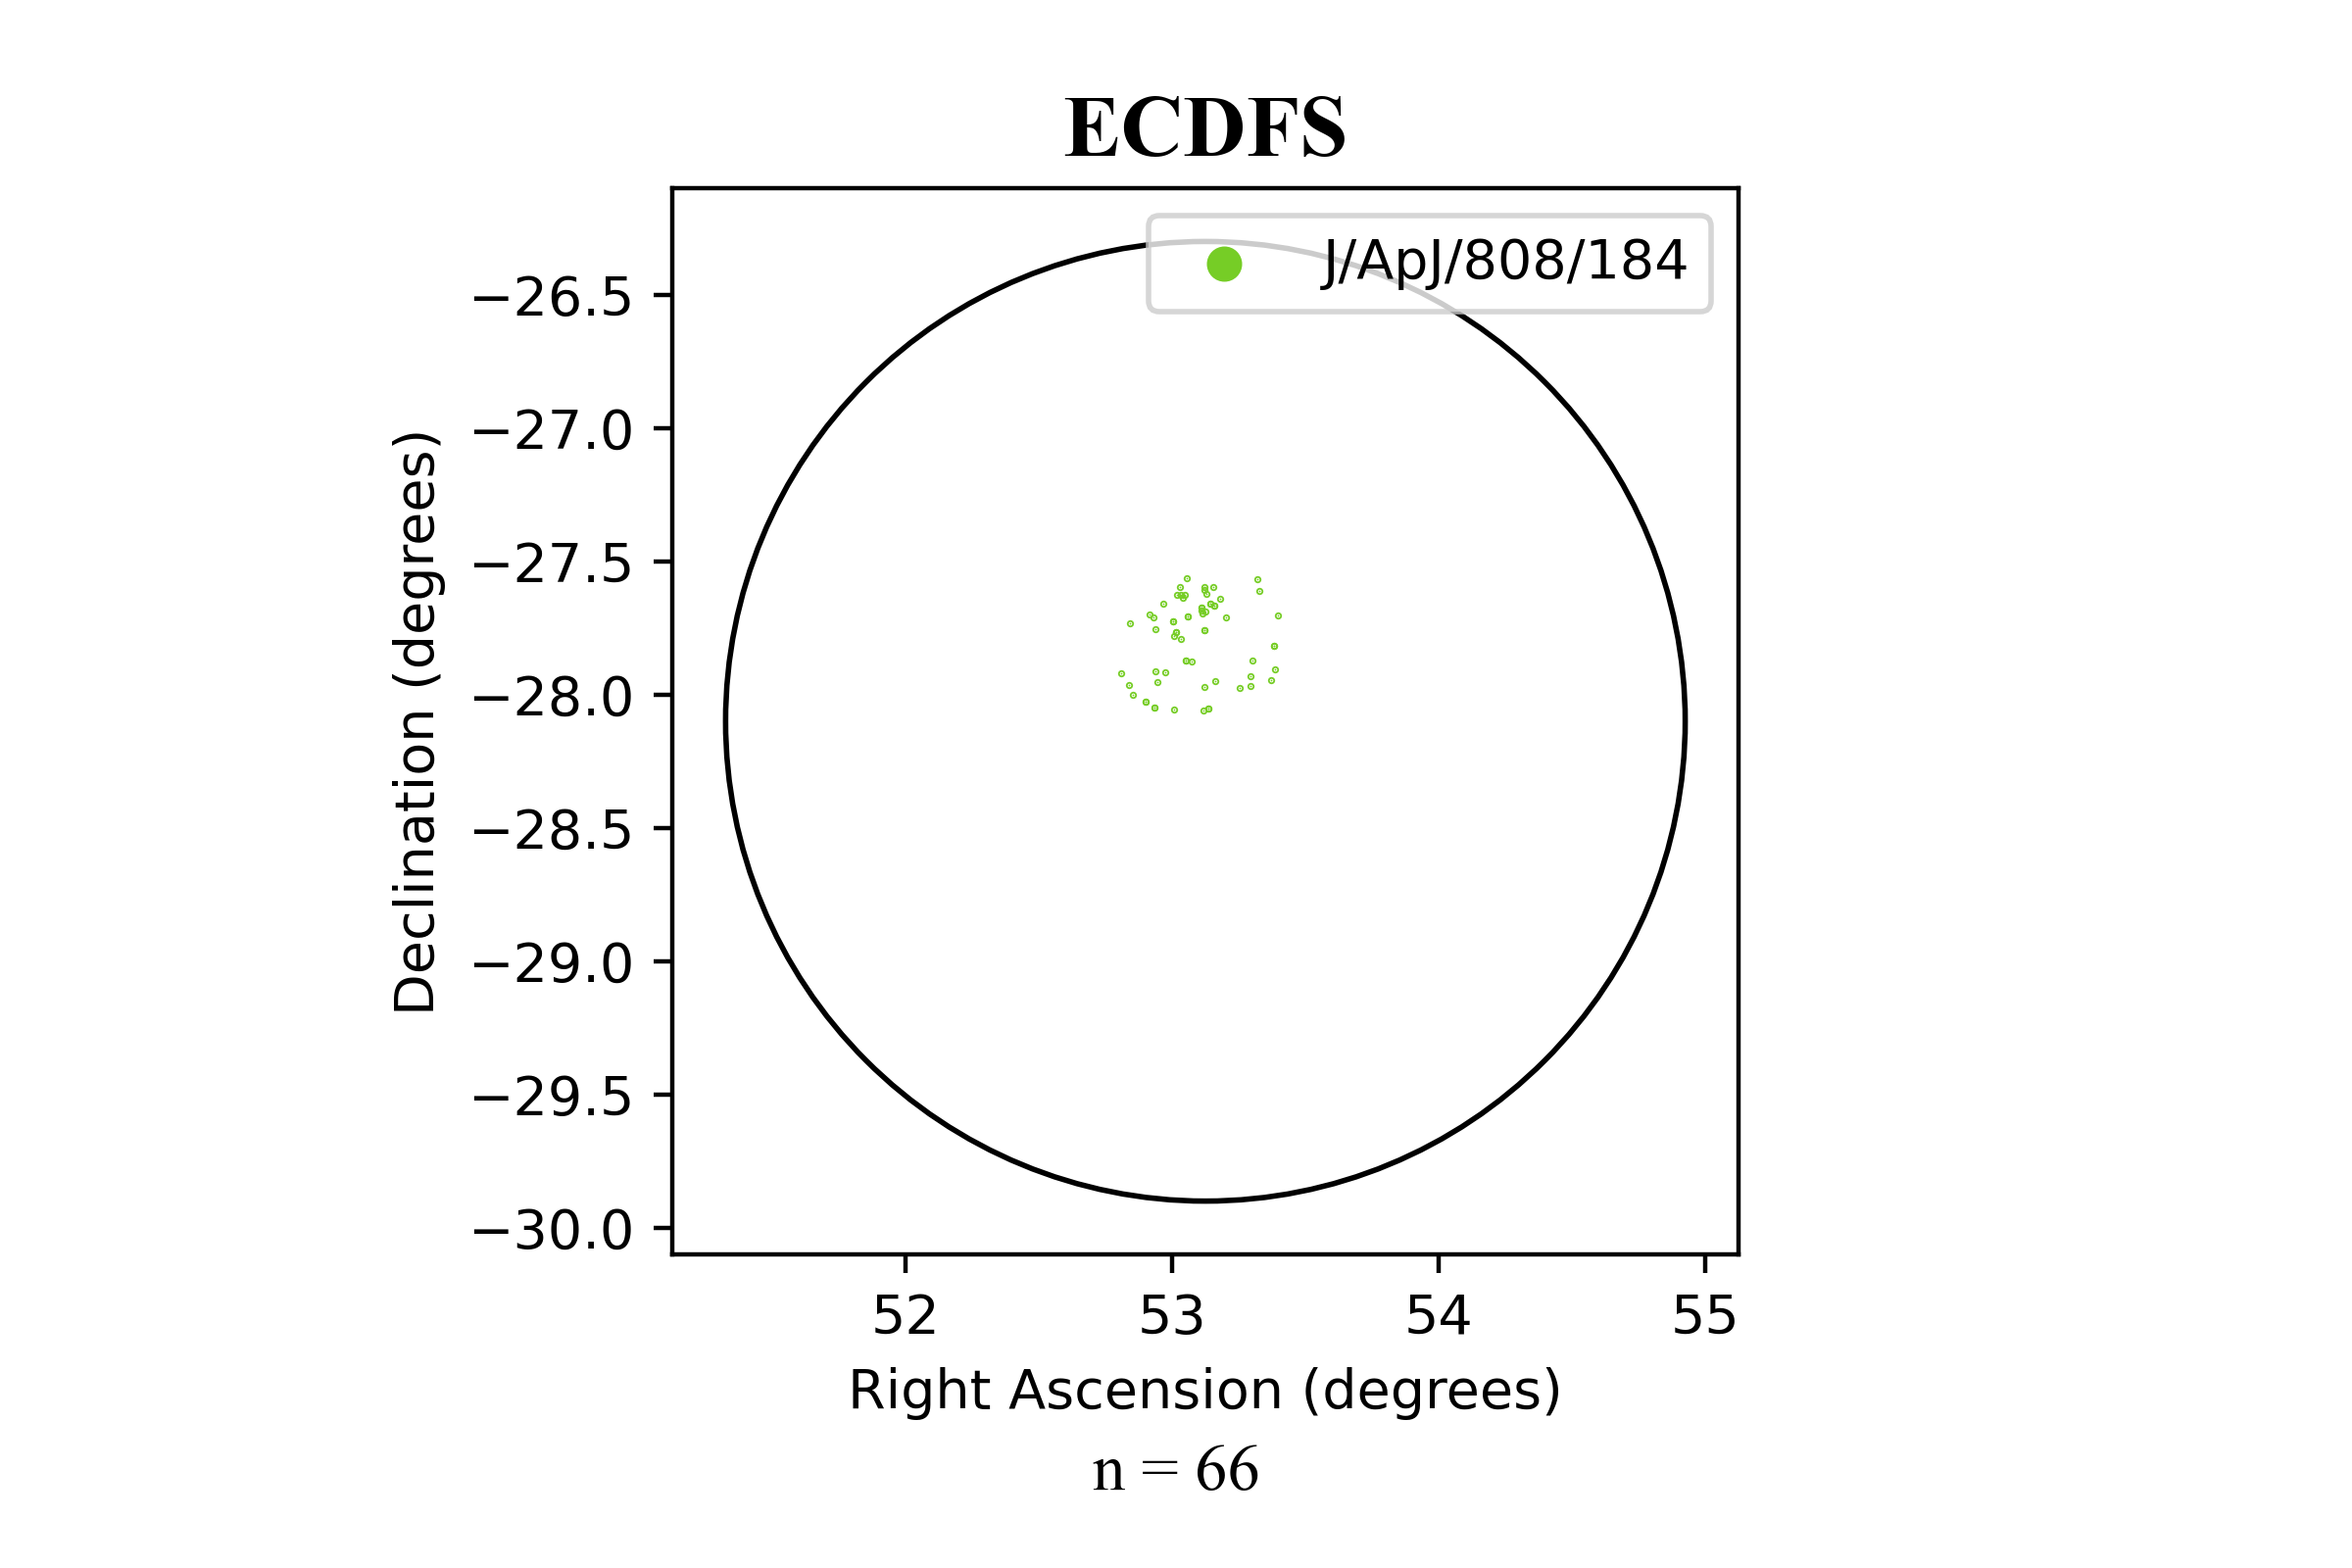 ECDFS
J/ApJ/808/184
Declination (degrees)
−26.5
−27.0
−27.5
−28.0
−28.5
−29.0
−29.5
−30.0
52 53 54 55
Right Ascension (degrees)
n = 66